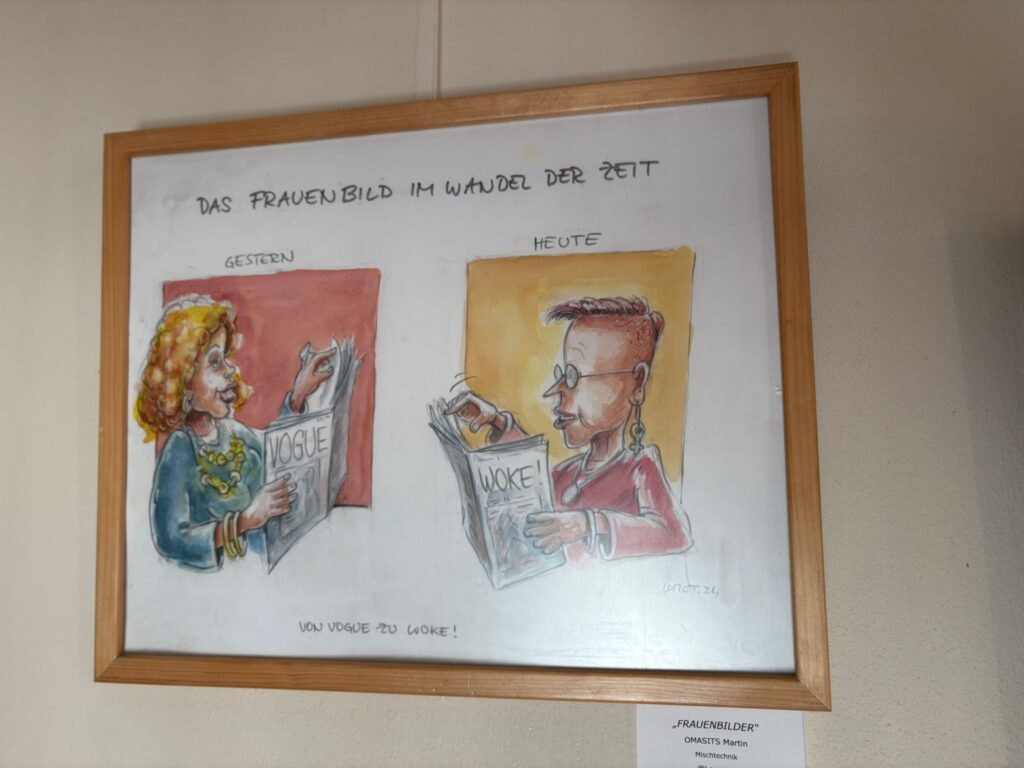 DAS FRAUENBILD IM WANDEL DER ZEIT
GESTERN
HEUTE
VOGUE
WOKE!
VON VOGUE ZU WOKE!
„FRAUENBILDER“
OMASITS Martin
Mischtechnik